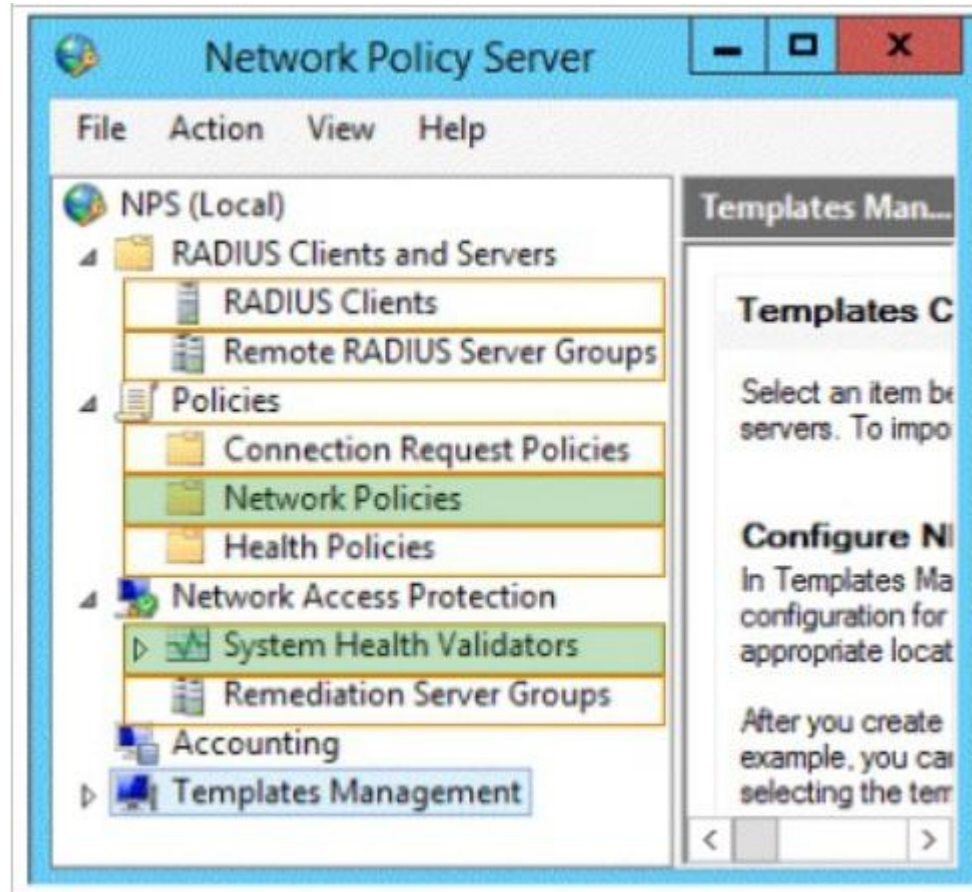 Network Policy Server
File Action View Help
NPS (Local)
RADIUS Clients and Servers
RADIUS Clients
Remote RADIUS Server Groups
Policies
Connection Request Policies
Network Policies
Health Policies
Network Access Protection
System Health Validators
Remediation Server Groups
Accounting
Templates Management
Templates Man...
Templates C
Select an item be
servers. To impo
Configure N
In Templates Ma
configuration for
appropriate locat
After you create
example, you car
selecting the tem